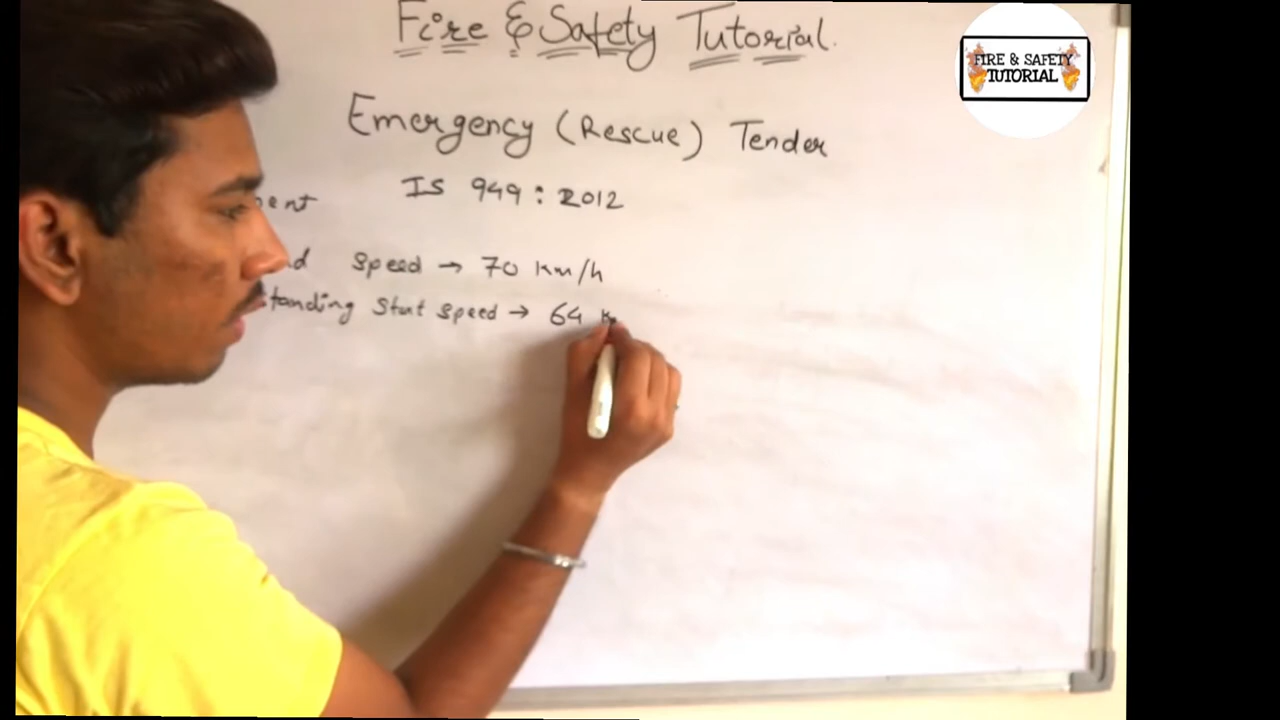 Fire & Safety Tutorial.
FIRE & SAFETY
TUTORIAL
Emergency (Rescue) Tender
IS 949 : 2012
Speed → 70 km/h
Standing Start Speed → 64 K